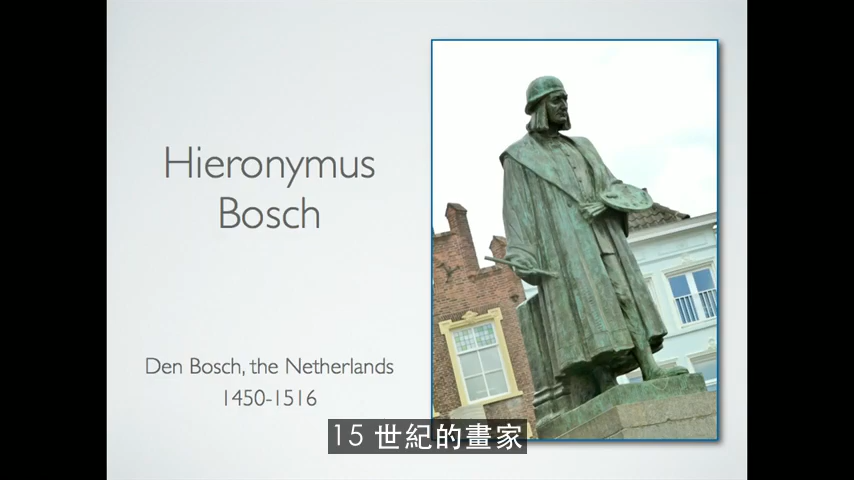 Hieronymus
Bosch
Den Bosch, the Netherlands
1450-1516
15 世紀的畫家